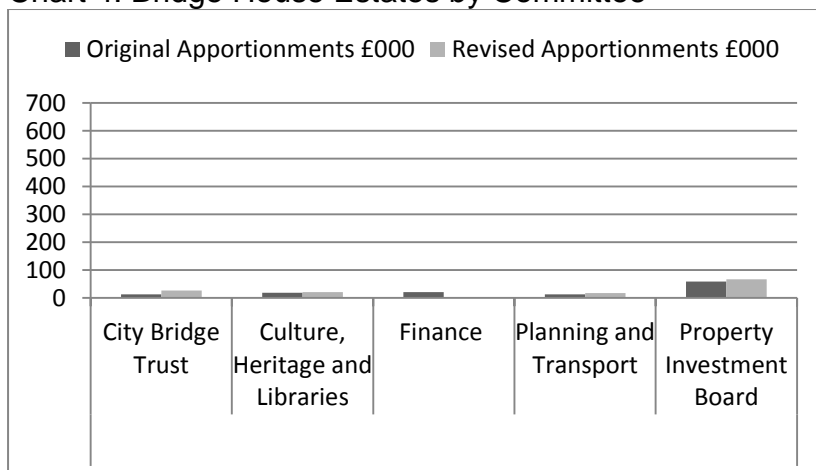 Chart 4: Bridge House Estates by Committee
Original Apportionments £000 Revised Apportionments £000
700
600
500
400
300
200
100
0
City Bridge Trust
Culture, Heritage and Libraries
Finance
Planning and Transport
Property Investment Board